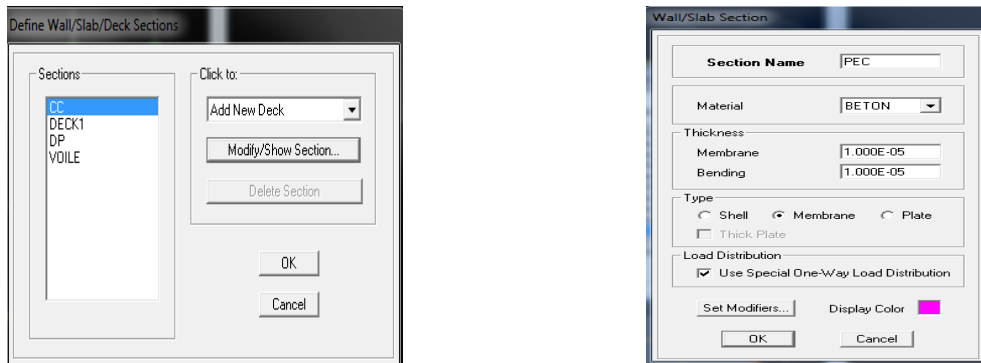 Define Wall/Slab/Deck Sections
Sections
CC
DECK1
DP
VOILE
Click to:
Add New Deck
Modify/Show Section...
Delete Section
OK
Cancel
Wall/Slab Section
Section Name PEC
Material BETON
Thickness
Membrane 1.000E-05
Bending 1.000E-05
Type
Shell Membrane Plate
Thick Plate
Load Distribution
Use Special One-Way Load Distribution
Set Modifiers... Display Color
OK Cancel